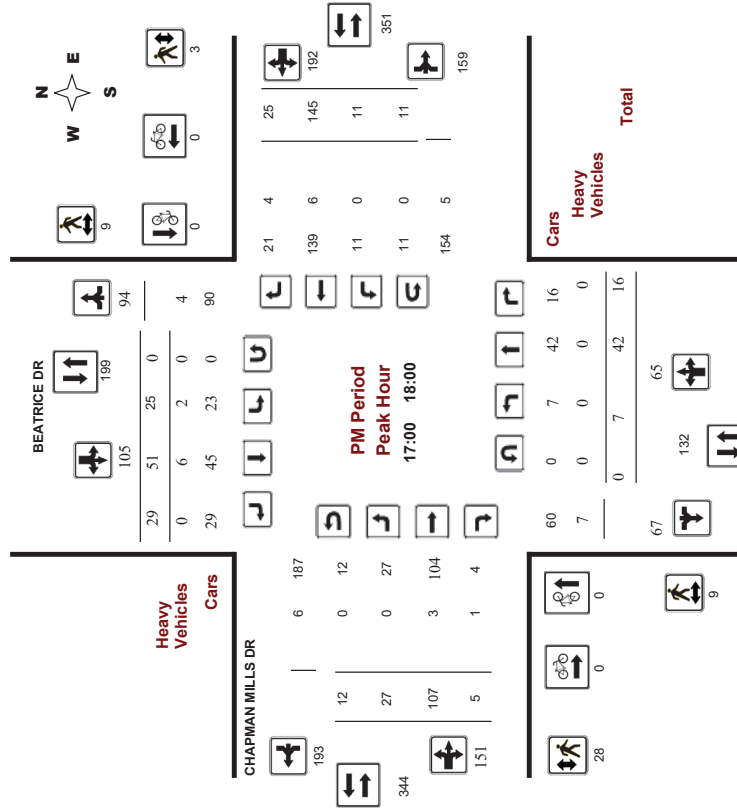 N
W E
S
9
3
0
0
BEATRICE DR
105
199
94
29 51 25 0
Heavy Vehicles
0 6 2 0 4
Cars
29 45 23 0 90
CHAPMAN MILLS DR
193
344
151
6 187
12 0 12
27 0 27
107 3 104
5 1 4
PM Period
Peak Hour
17:00 18:00
21 4 25
139 6 145
11 0 11
11 0 11
154 5
192
351
159
60 0 7 42 16
Cars
7 0 0 0 0
Heavy
Vehicles
0 7 42 16
Total
67
132
65
28
0
0
9